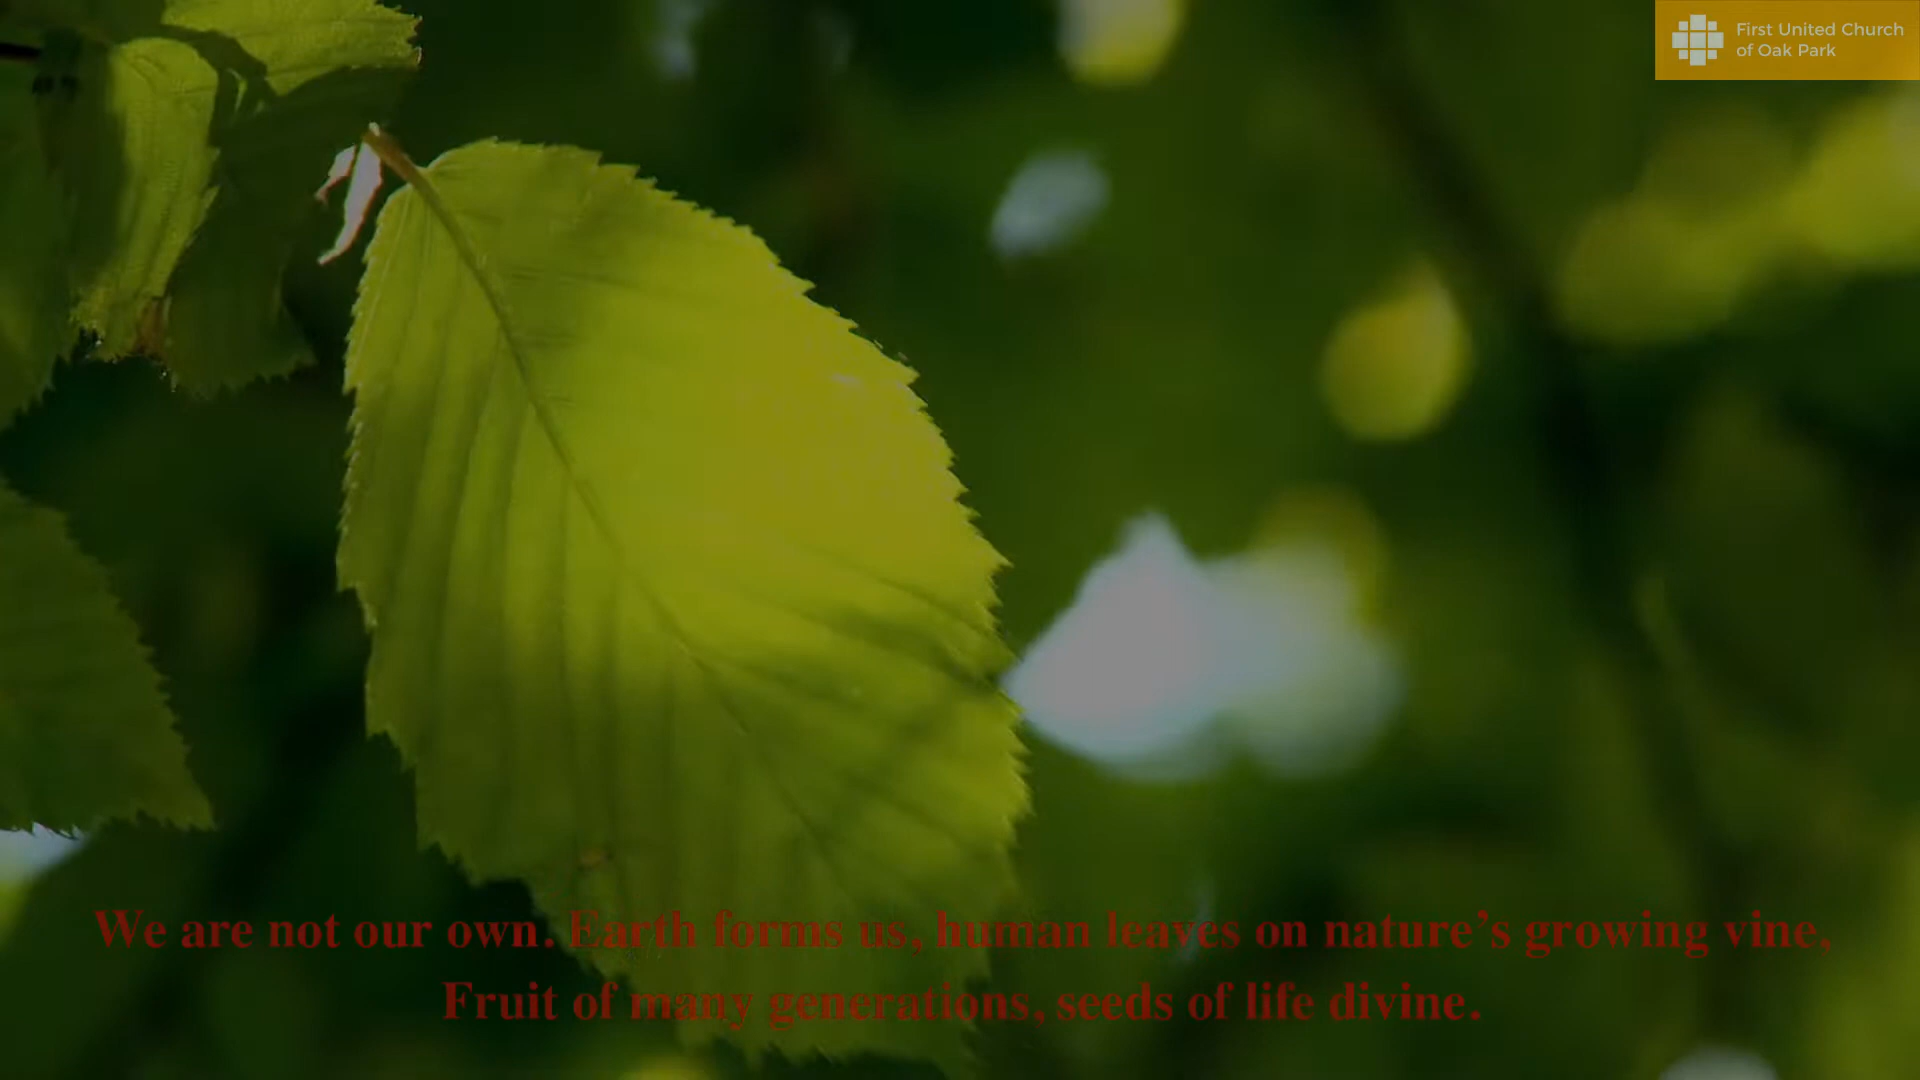 First United Church
of Oak Park
We are not our own. Earth forms us, human leaves on nature’s growing vine,
Fruit of many generations, seeds of life divine.